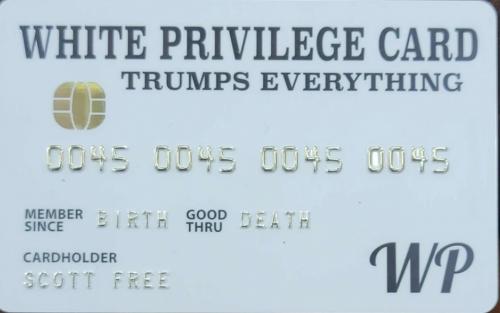 WHITE PRIVILEGE CARD
TRUMPS EVERYTHING
0045 0045 0045 0045
MEMBER SINCE BIRTH GOOD THRU DEATH
CARDHOLDER
SCOTT FREE
WP